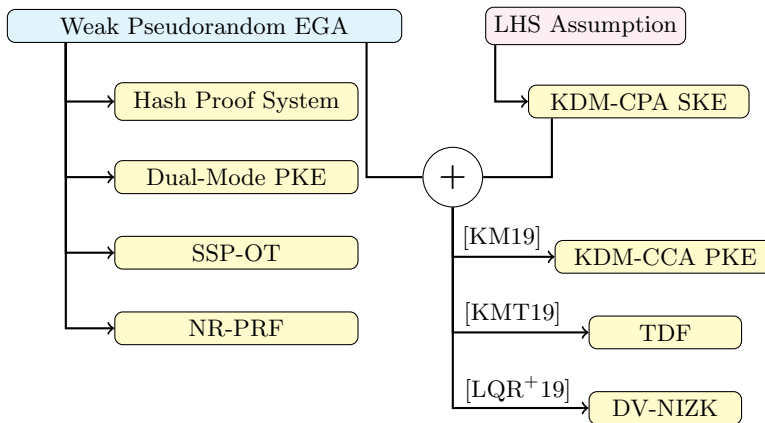 Weak Pseudorandom EGA
LHS Assumption
Hash Proof System
KDM-CPA SKE
Dual-Mode PKE
+
SSP-OT
[KM19]
KDM-CCA PKE
NR-PRF
[KMT19]
TDF
[LQR+19]
DV-NIZK